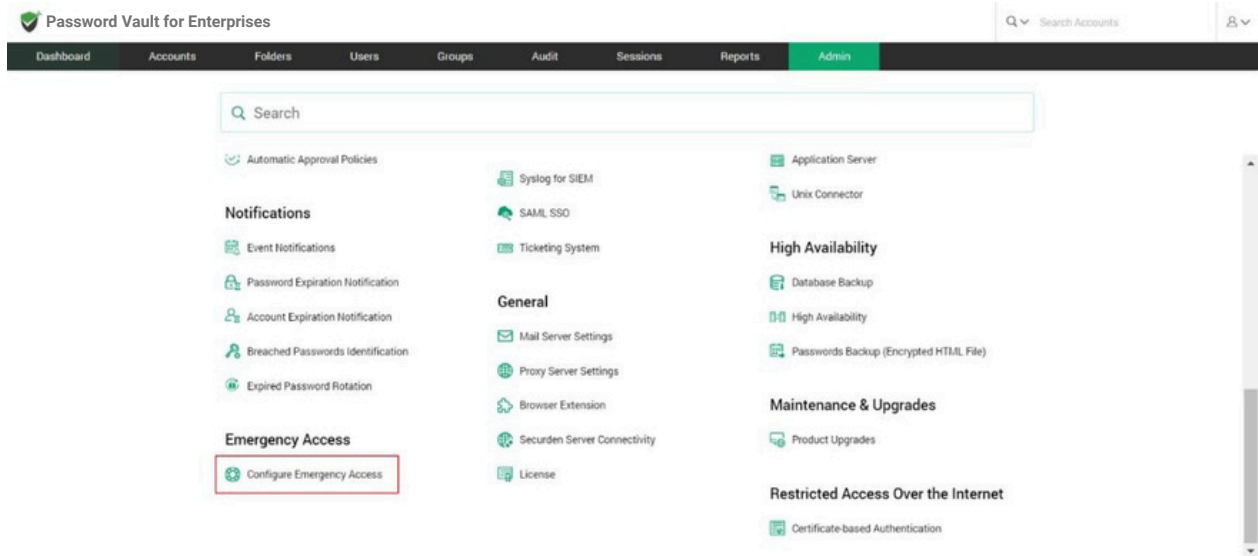 Password Vault for Enterprises
Search Accounts
Dashboard Accounts Folders Users Groups Audit Sessions Reports Admin
Search
Automatic Approval Policies
Notifications
Event Notifications
Password Expiration Notification
Account Expiration Notification
Breached Passwords Identification
Expired Password Rotation
Emergency Access
Configure Emergency Access
Syslog for SIEM
SAML SSO
Ticketing System
General
Mail Server Settings
Proxy Server Settings
Browser Extension
Securden Server Connectivity
License
Application Server
Unix Connector
High Availability
Database Backup
High Availability
Passwords Backup (Encrypted HTML File)
Maintenance & Upgrades
Product Upgrades
Restricted Access Over the Internet
Certificate-based Authentication